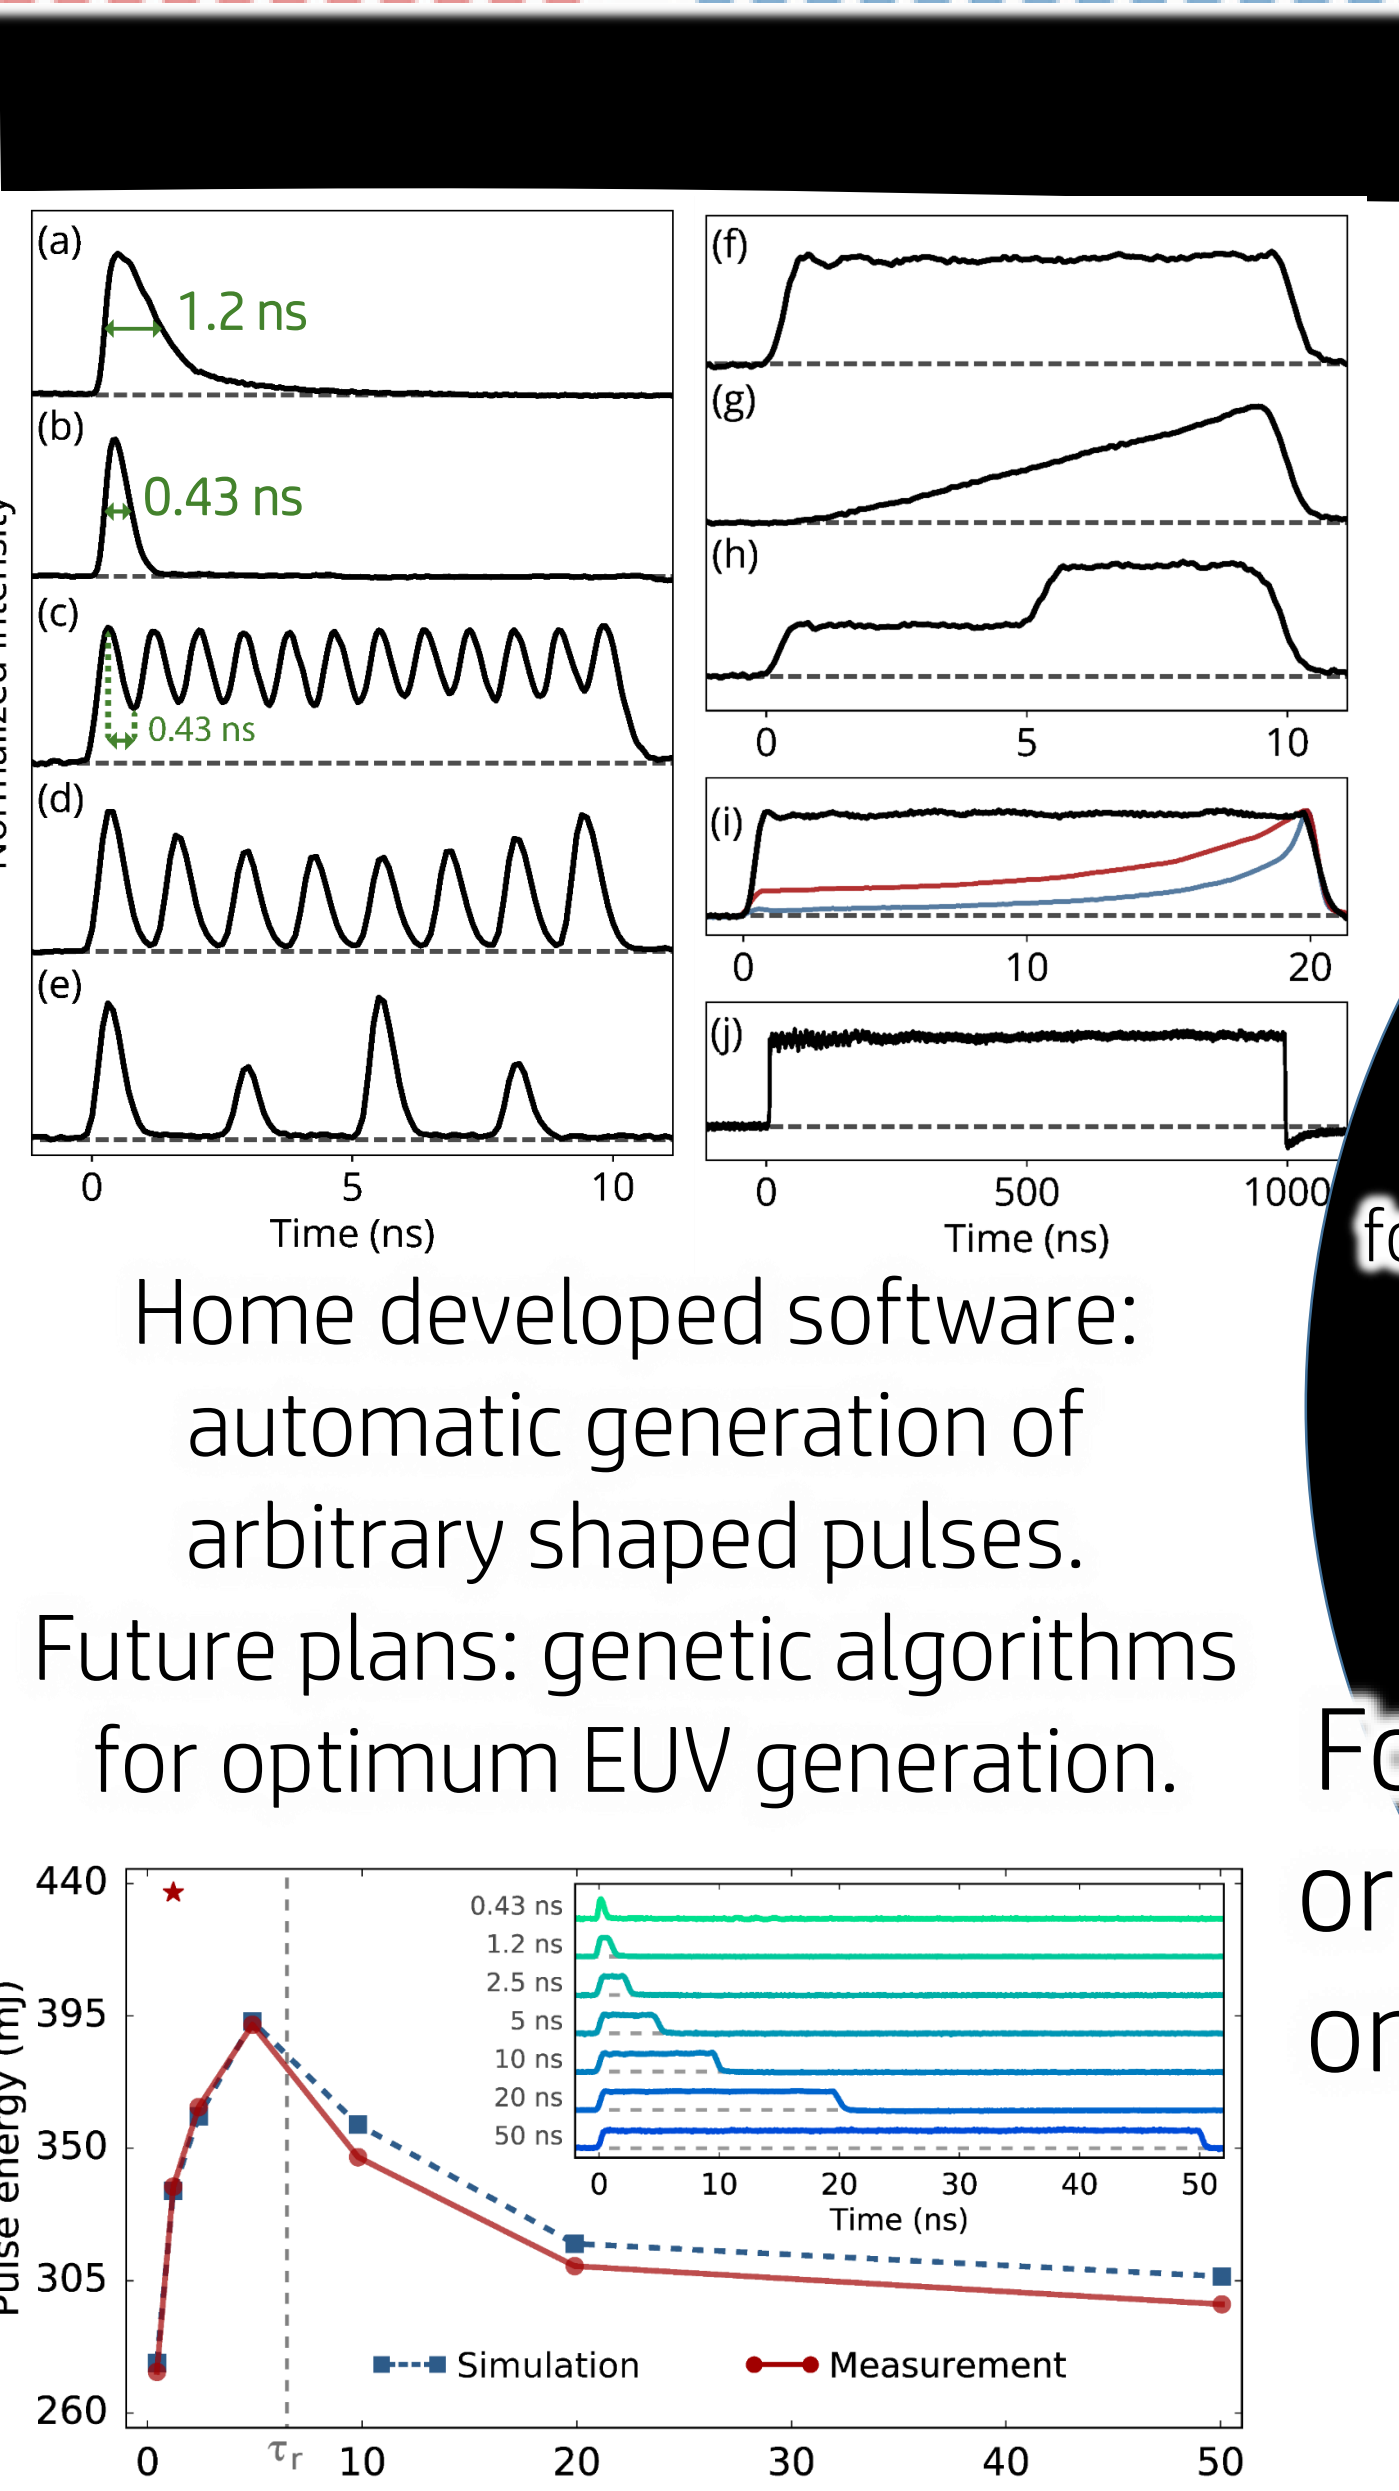 (a)
1.2 ns
(b)
0.43 ns
(c)
0.43 ns
(d)
(e)
0 5 10
Time (ns)
(f)
(g)
(h)
0 5 10
(i)
0 10 20
(j)
0 500 1000
Time (ns)
Home developed software:
automatic generation of
arbitrary shaped pulses.
Future plans: genetic algorithms
for optimum EUV generation.
or
Pulse energy (mJ)
440
395
350
305
260
0.43 ns
1.2 ns
2.5 ns
5 ns
10 ns
20 ns
50 ns
0 10 20 30 40 50
Time (ns)
Simulation
Measurement
0 τr 10 20 30 40 50